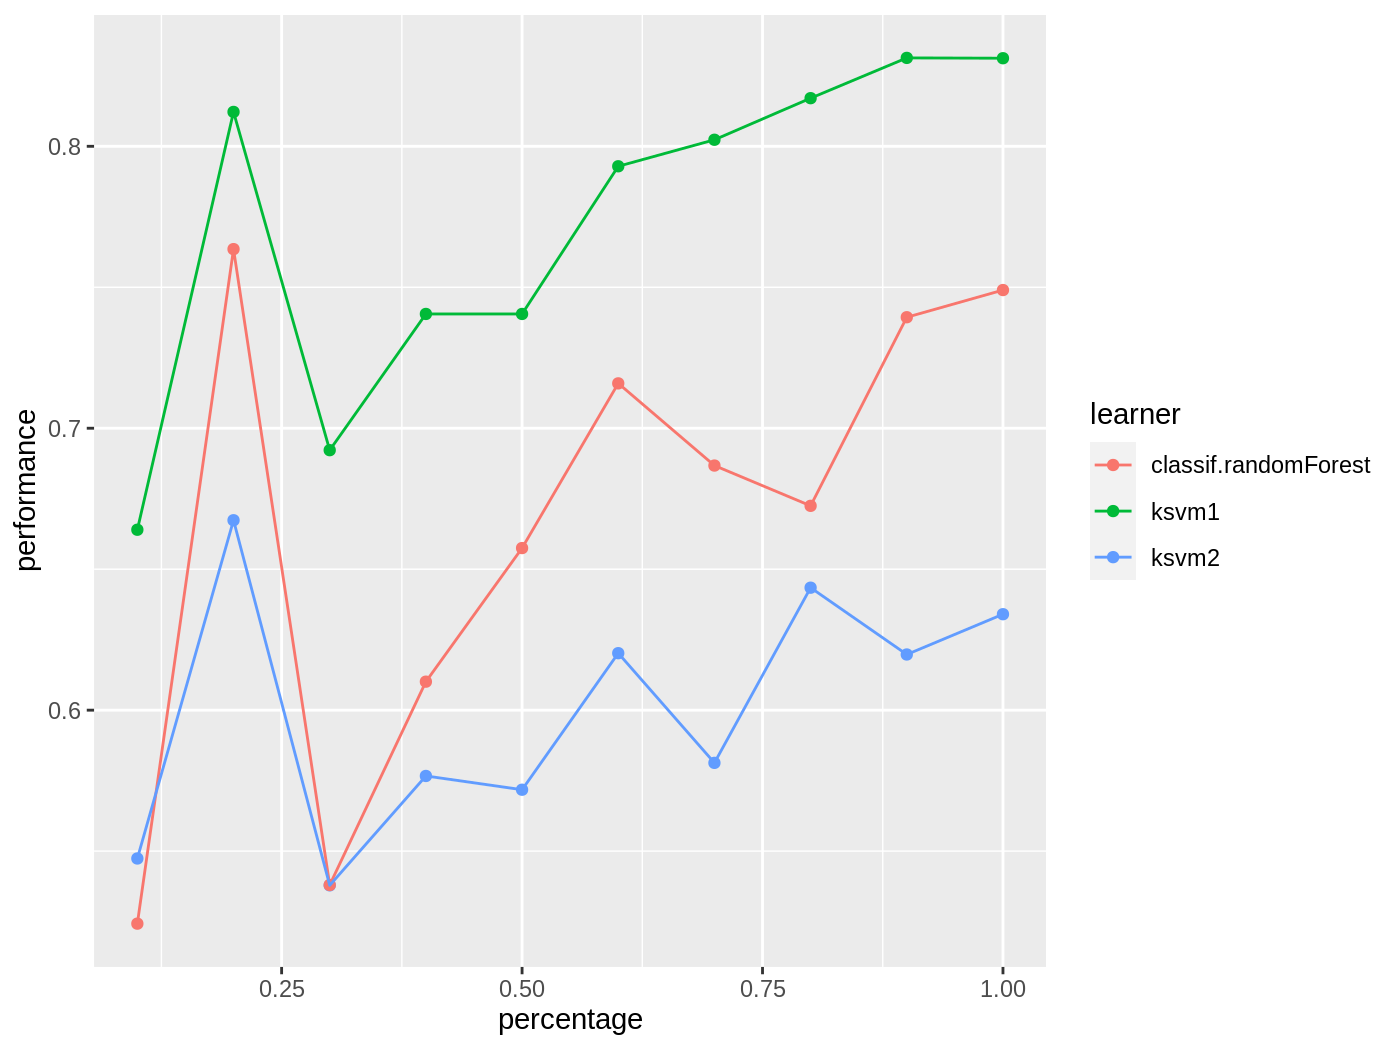 0.8
0.7
0.6
performance
0.25
0.50
0.75
1.00
percentage
learner
classif.randomForest
ksvm1
ksvm2